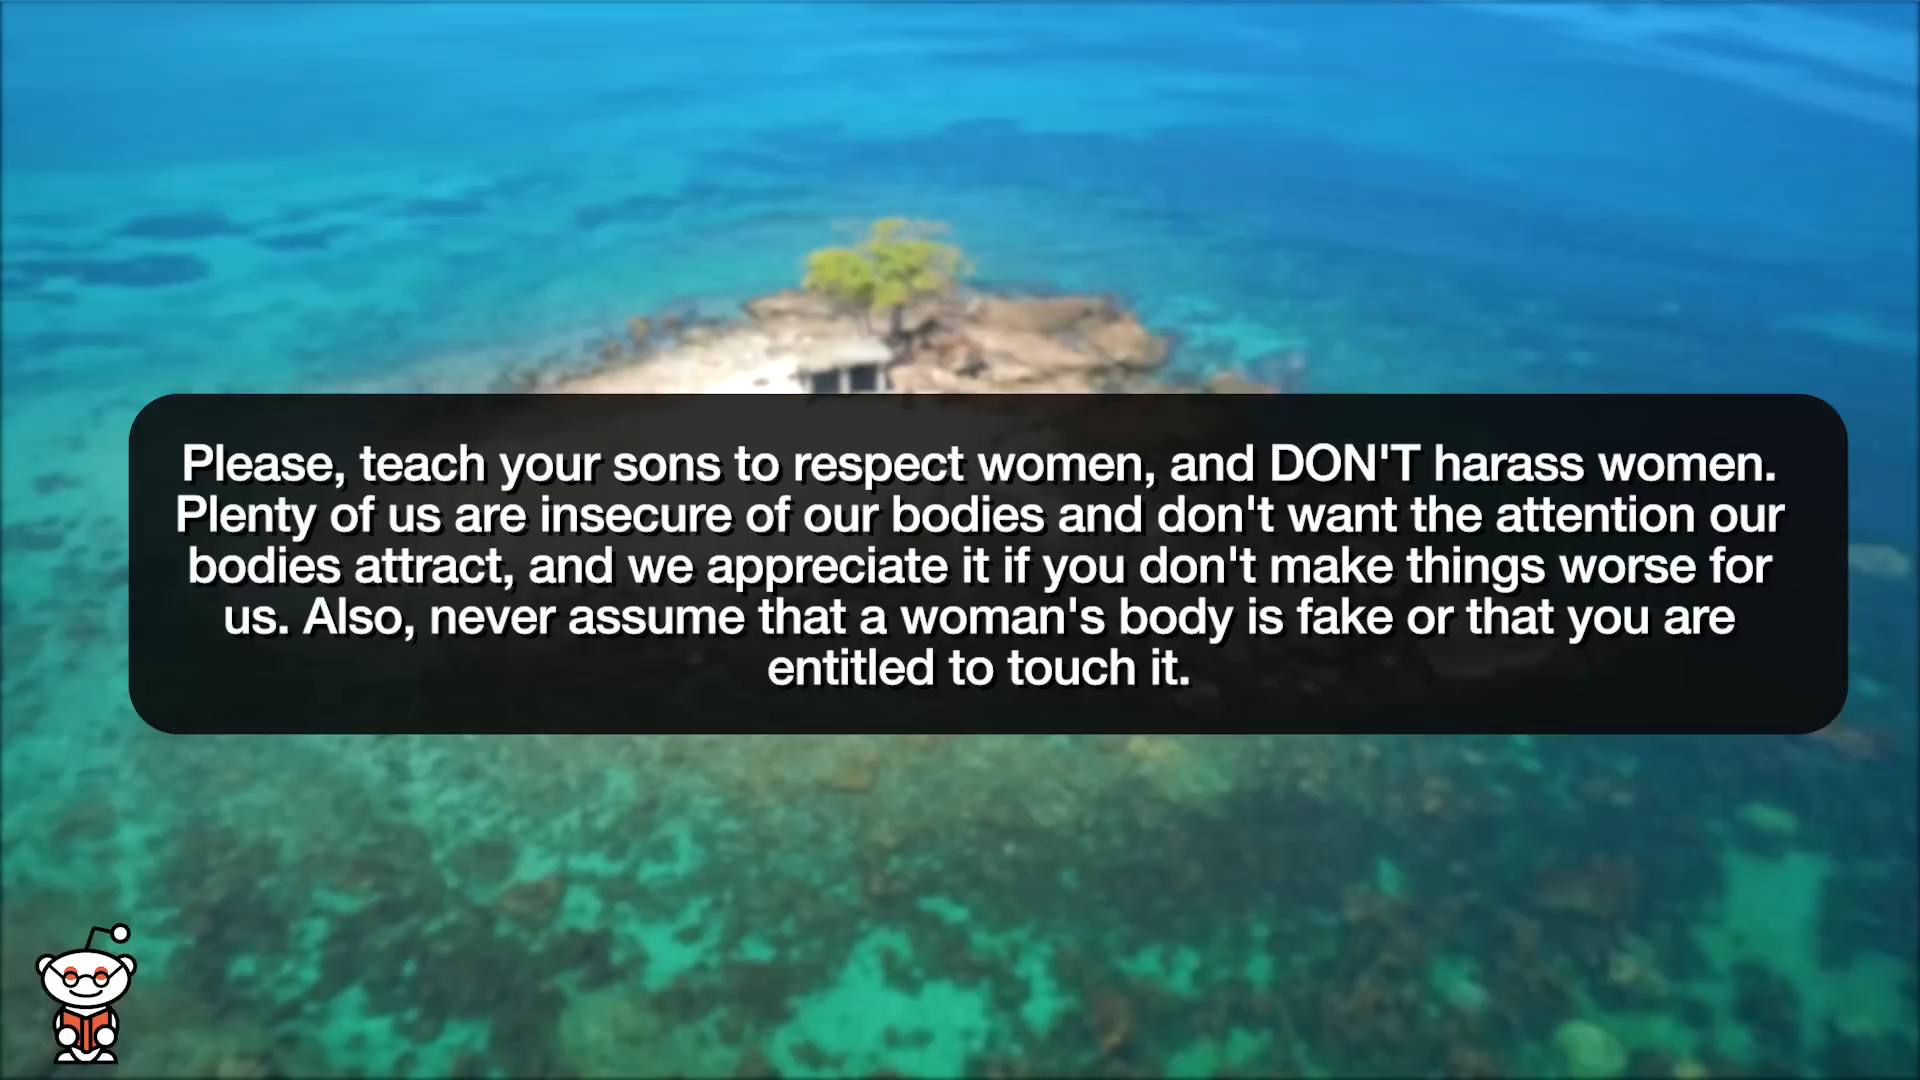 Please, teach your sons to respect women, and DON'T harass women.
Plenty of us are insecure of our bodies and don't want the attention our
bodies attract, and we appreciate it if you don't make things worse for
us. Also, never assume that a woman's body is fake or that you are
entitled to touch it.